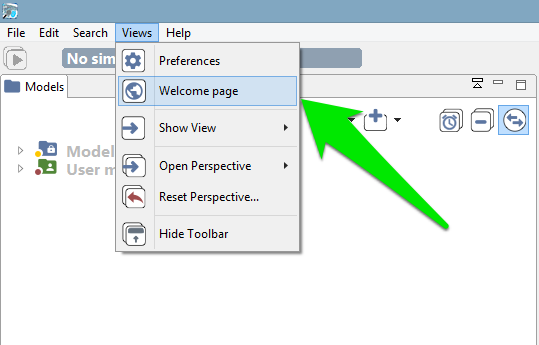 File Edit Search Views Help
No sim
Models
Preferences
Welcome page
Show View
Open Perspective
Reset Perspective...
Hide Toolbar
Model
User m